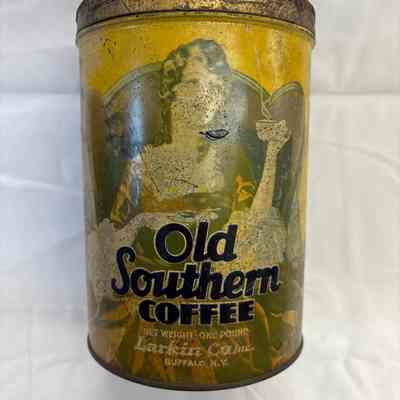 Old
Southern
COFFEE
NET WEIGHT-ONE POUND
Larkin Co Inc.
BUFFALO, N.Y.